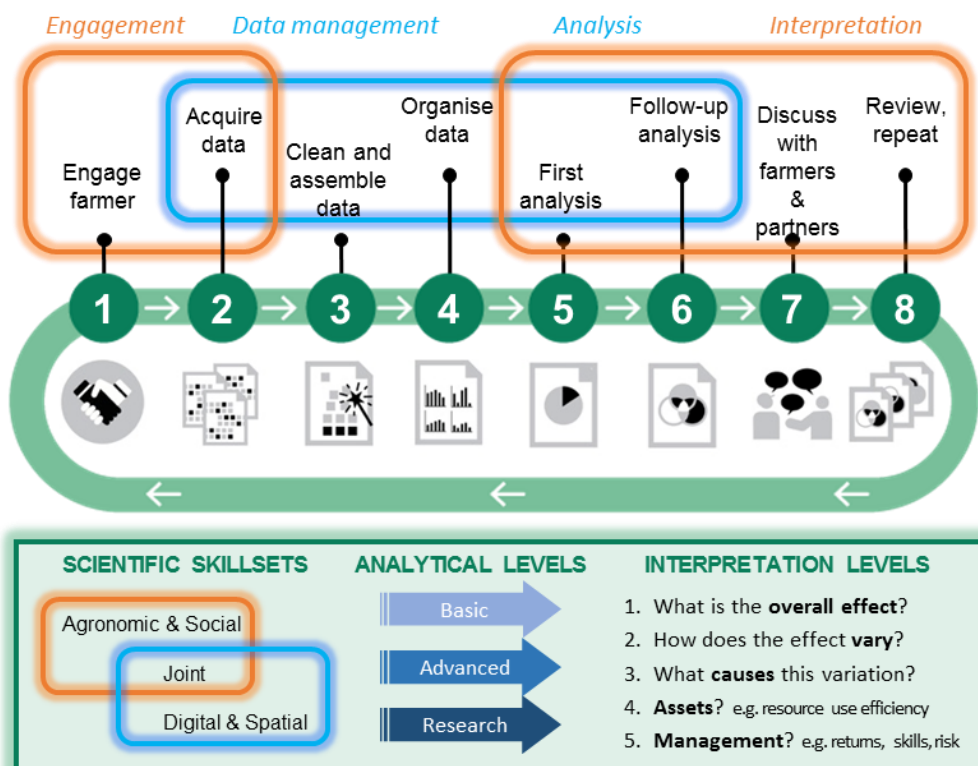 Engagement
Data management
Analysis
Interpretation
Engage
farmer
Acquire
data
Clean and
assemble
data
Organise
data
First
analysis
Follow-up
analysis
Discuss
with
farmers
&
partners
Review,
repeat
1
2
3
4
5
6
7
8
SCIENTIFIC SKILLSETS
Agronomic & Social
Joint
Digital & Spatial
ANALYTICAL LEVELS
Basic
Advanced
Research
INTERPRETATION LEVELS
1. What is the overall effect?
2. How does the effect vary?
3. What causes this variation?
4. Assets? e.g. resource use efficiency
5. Management? e.g. returns, skills, risk